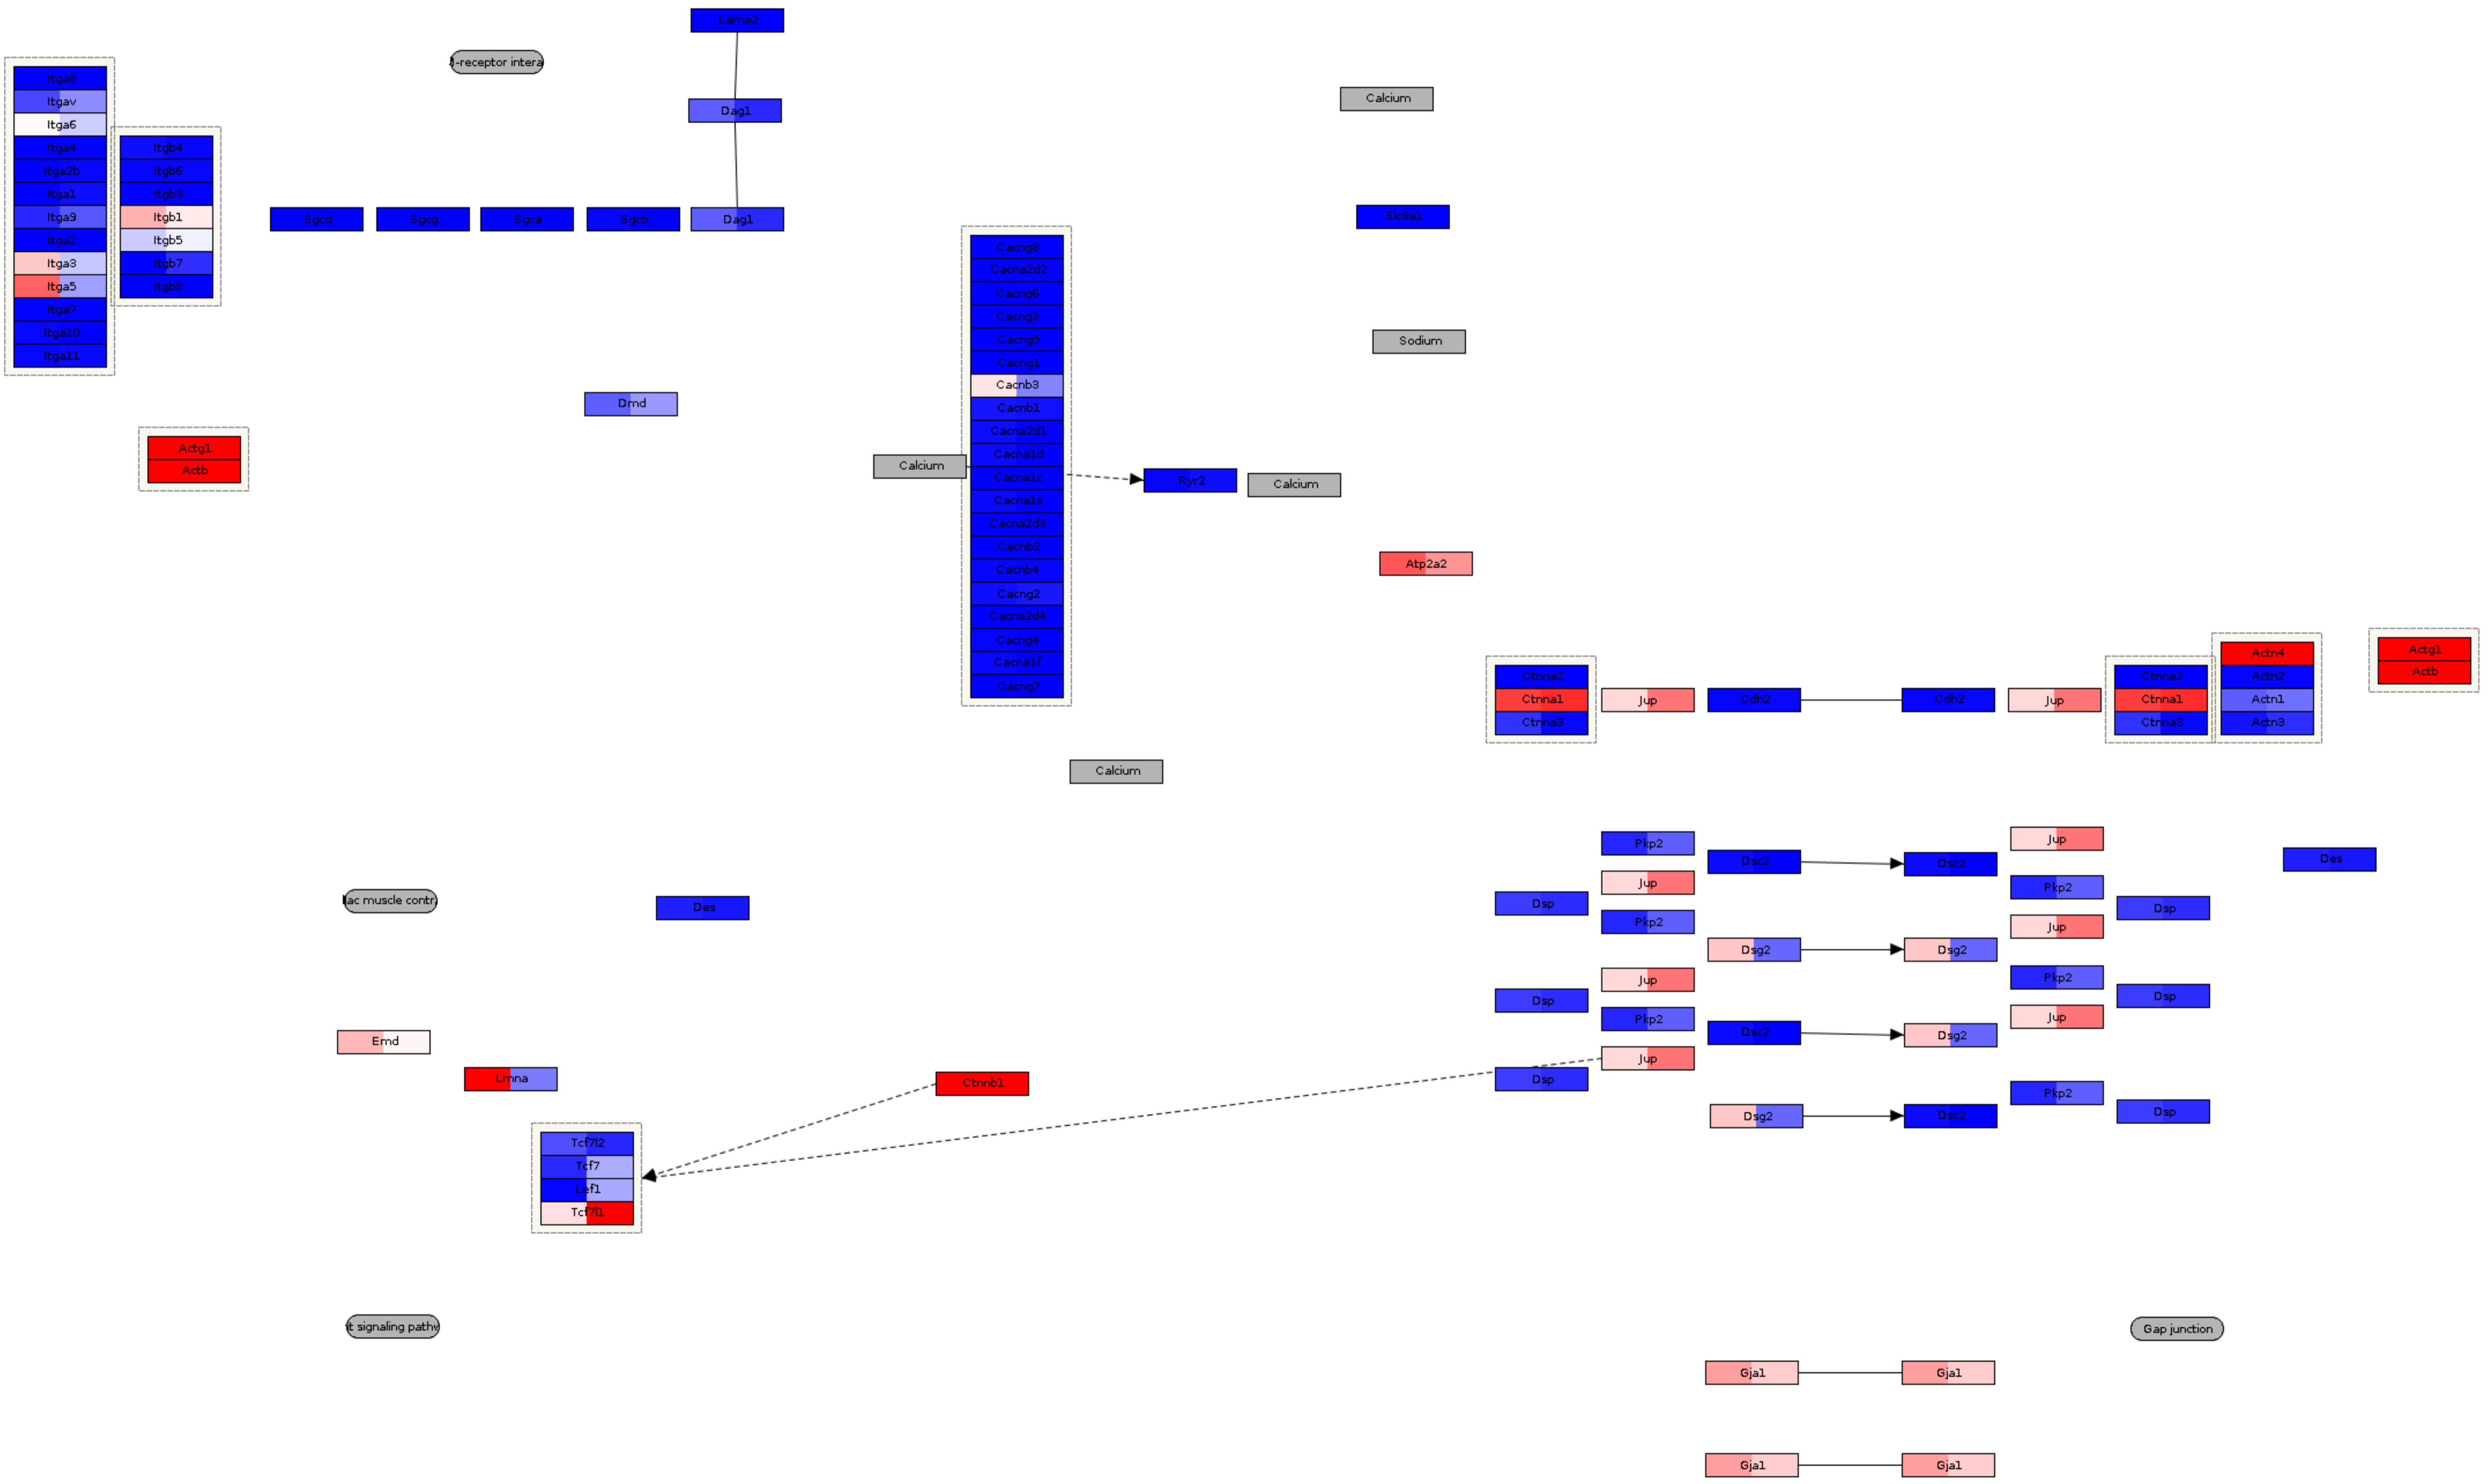 Lama2
J-receptor intera
Itga8
Itgav
Itga6
Itga4
Itga2b
Itga1
Itga9
Itga2
Itga3
Itga5
Itga7
Itga10
Itga11
Itgb4
Itgb6
Itgb3
Itgb1
Itgb5
Itgb7
Itgb8
Dag1
Sgcd
Sgcg
Sgca
Sgcb
Dag1
Calcium
Slc8a1
Sodium
Dmd
Actg1
Actb
Cacng8
Cacna2d2
Cacng6
Cacng3
Cacng5
Cacng1
Cacnb3
Cacnb1
Cacna2d1
Cacna1d
Cacna1c
Cacna1s
Cacna2d3
Cacnb2
Cacnb4
Cacng2
Cacna2d4
Cacng4
Cacna1f
Cacng7
Calcium
Ryr2
Calcium
Atp2a2
Calcium
Ctnna2
Ctnna1
Ctnna3
Jup
Cdh2
Cdh2
Jup
Ctnna2
Ctnna1
Ctnna3
Actn4
Actn2
Actn1
Actn3
Actg1
Actb
Pkp2
Jup
Pkp2
Dsc2
Dsc2
Jup
Pkp2
Des
Dsp
Dsp
Jup
Dsg2
Dsg2
Jup
Pkp2
Dsp
Dsp
Pkp2
Jup
Dsc2
Dsg2
Jup
Dsp
Pkp2
Dsp
Dsg2
Dsc2
lac muscle contr
Des
Emd
Lmna
Ctnnb1
Tcf7l2
Tcf7
Lef1
Tcf7l1
t signaling pathw
Gap junction
Gja1
Gja1
Gja1
Gja1